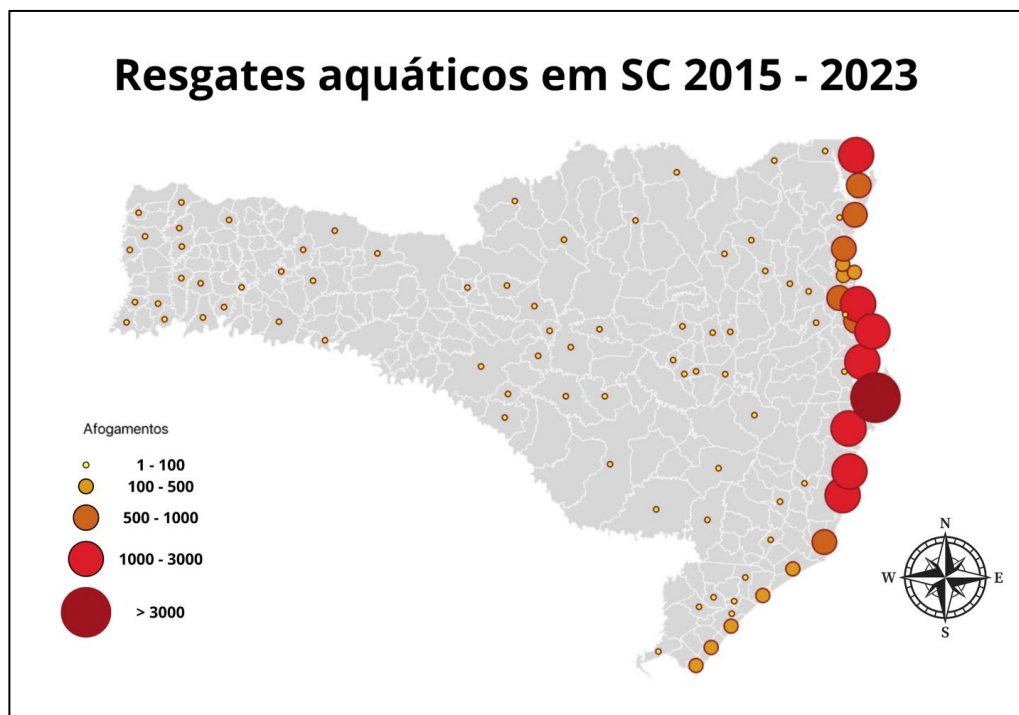 Resgates aquáticos em SC 2015 - 2023
Afogamentos
1 - 100
100 - 500
500 - 1000
1000 - 3000
> 3000
N
W
E
S